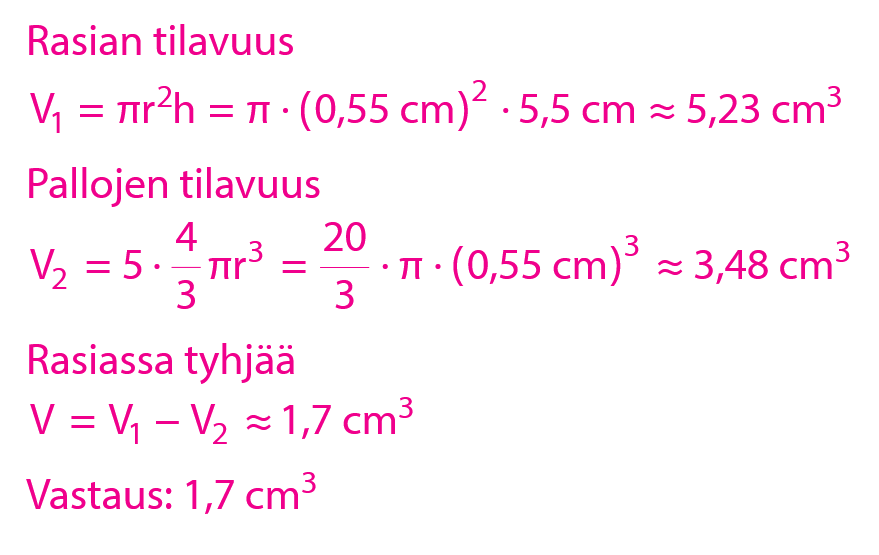 Rasian tilavuus
V₁ = πr²h = π · (0,55 cm)² · 5,5 cm ≈ 5,23 cm³
Pallojen tilavuus
V₂ = 5 · 4/3 πr³ = 20/3 · π · (0,55 cm)³ ≈ 3,48 cm³
Rasiassa tyhjää
V = V₁ − V₂ ≈ 1,7 cm³
Vastaus: 1,7 cm³